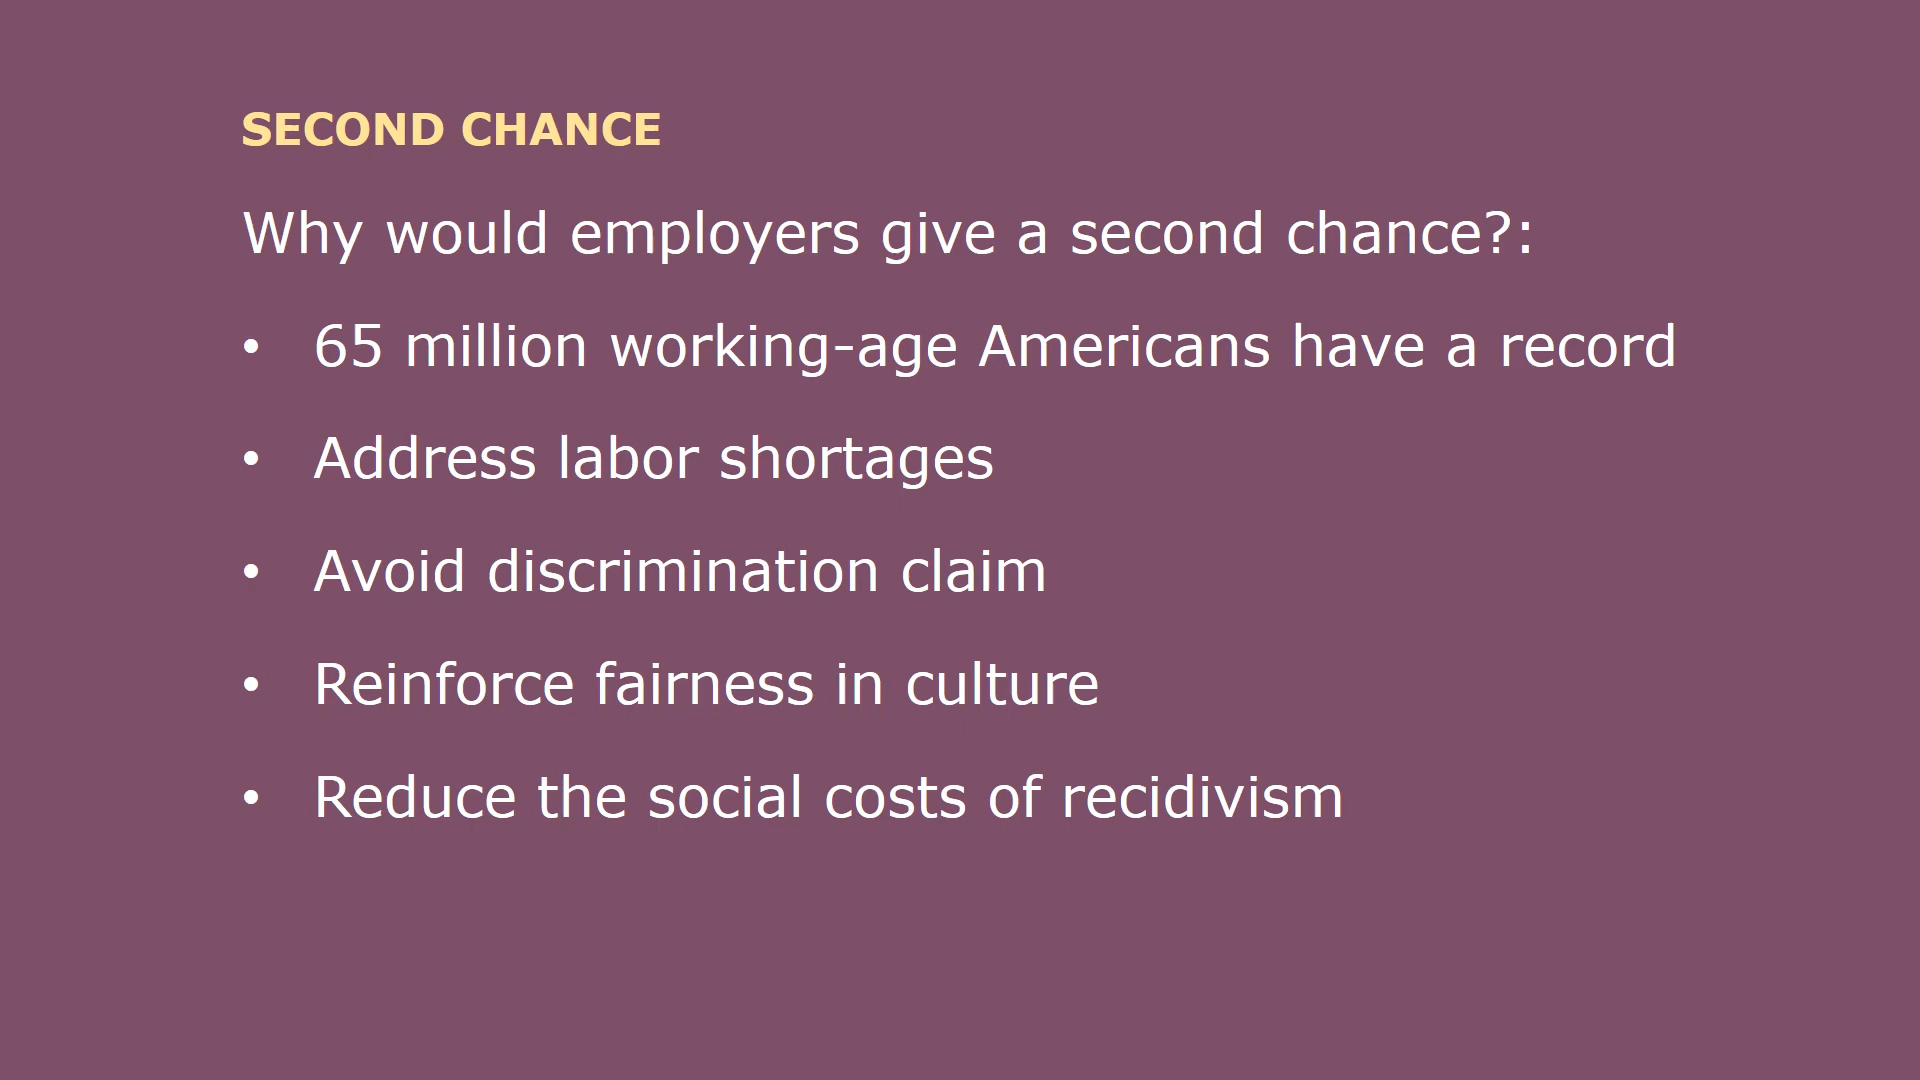 SECOND CHANCE
Why would employers give a second chance?:
• 65 million working-age Americans have a record
• Address labor shortages
• Avoid discrimination claim
• Reinforce fairness in culture
• Reduce the social costs of recidivism